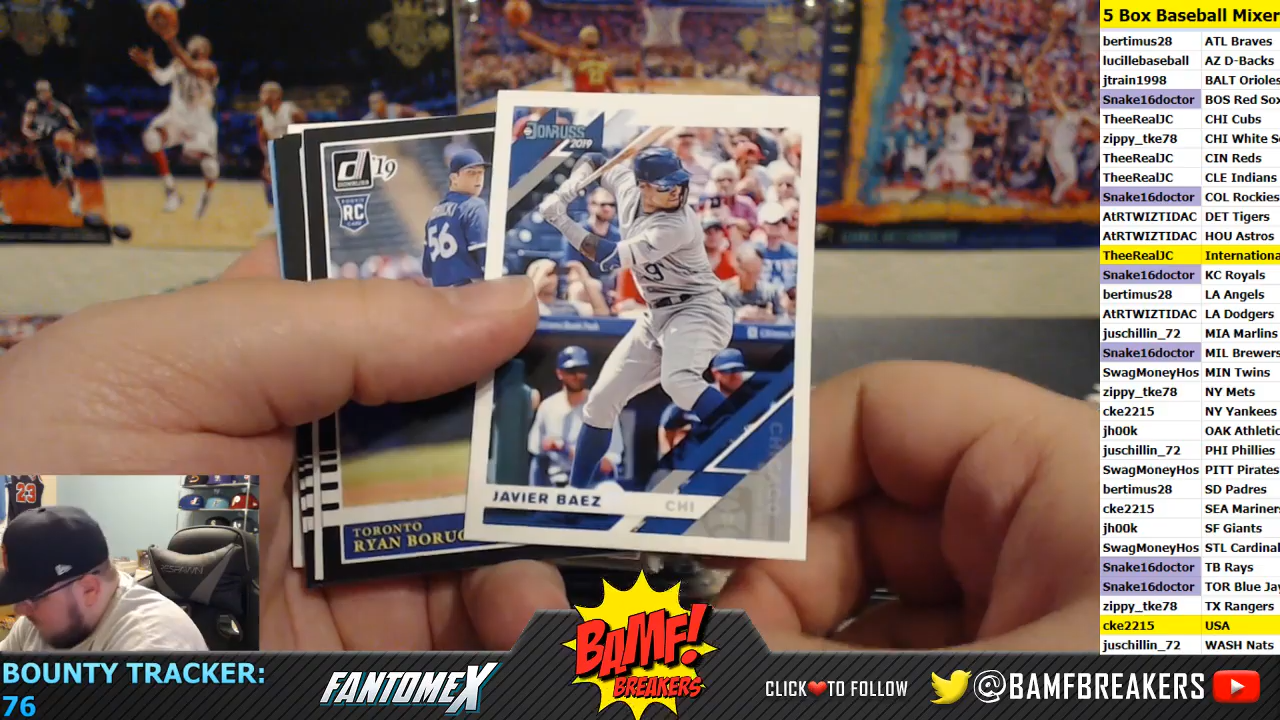 5 Box Baseball Mixer
bertimus28 ATL Braves
lucillebaseball AZ D-Backs
jtrain1998 BALT Orioles
Snake16doctor BOS Red Sox
TheeRealJC CHI Cubs
zippy_tke78 CHI White S
TheeRealJC CIN Reds
TheeRealJC CLE Indians
Snake16doctor COL Rockies
AtRTWIZTIDAC DET Tigers
AtRTWIZTIDAC HOU Astros
TheeRealJC Internationa
Snake16doctor KC Royals
bertimus28 LA Angels
AtRTWIZTIDAC LA Dodgers
juschillin_72 MIA Marlins
Snake16doctor MIL Brewers
SwagMoneyHos MIN Twins
zippy_tke78 NY Mets
cke2215 NY Yankees
jh00k OAK Athletic
juschillin_72 PHI Phillies
SwagMoneyHos PITT Pirates
bertimus28 SD Padres
cke2215 SEA Mariner
jh00k SF Giants
SwagMoneyHos STL Cardinal
Snake16doctor TB Rays
Snake16doctor TOR Blue Jay
zippy_tke78 TX Rangers
cke2215 USA
juschillin_72 WASH Nats
DONRUSS
2019
JAVIER BAEZ CHI
9
'19
RC
56
TORONTO
RYAN BORUC
23
BOUNTY TRACKER:
76
FANTOMEX
BAMF!
BREAKERS
CLICK TO FOLLOW
@BAMFBREAKERS